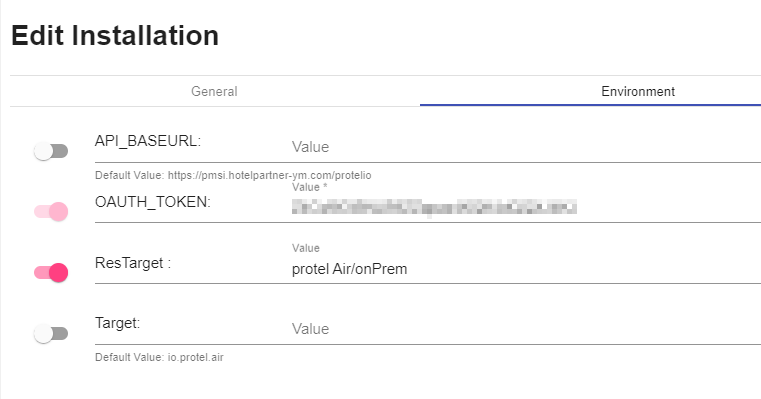 Edit Installation
General Environment
API_BASEURL: Value
Default Value: https://pmsi.hotelpartner-ym.com/protelio
Value *
OAUTH_TOKEN:
Value
ResTarget : protel Air/onPrem
Target: Value
Default Value: io.protel.air